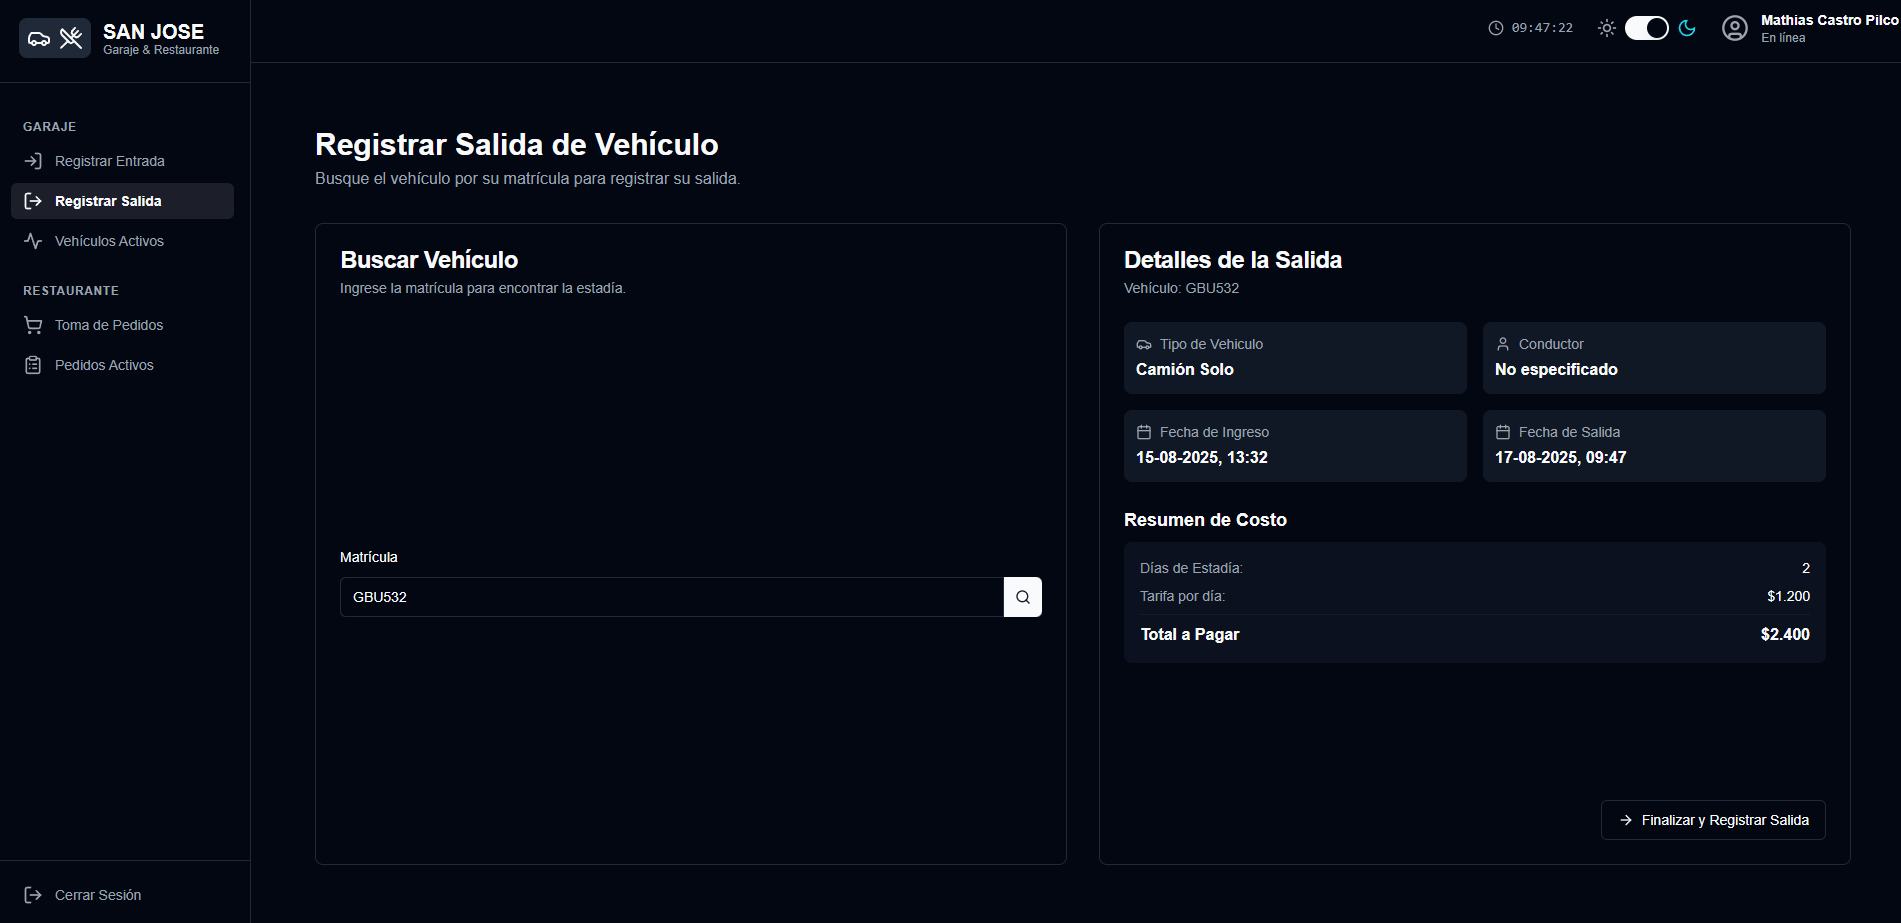 SAN JOSE
Garaje & Restaurante
GARAJE
Registrar Entrada
Registrar Salida
Vehículos Activos
RESTAURANTE
Toma de Pedidos
Pedidos Activos
Cerrar Sesión
09:47:22
Mathias Castro Pilco
En línea
Registrar Salida de Vehículo
Busque el vehículo por su matrícula para registrar su salida.
Buscar Vehículo
Ingrese la matrícula para encontrar la estadía.
Matrícula
GBU532
Detalles de la Salida
Vehículo: GBU532
Tipo de Vehiculo
Camión Solo
Conductor
No especificado
Fecha de Ingreso
15-08-2025, 13:32
Fecha de Salida
17-08-2025, 09:47
Resumen de Costo
Días de Estadía: 2
Tarifa por día: $1.200
Total a Pagar $2.400
Finalizar y Registrar Salida